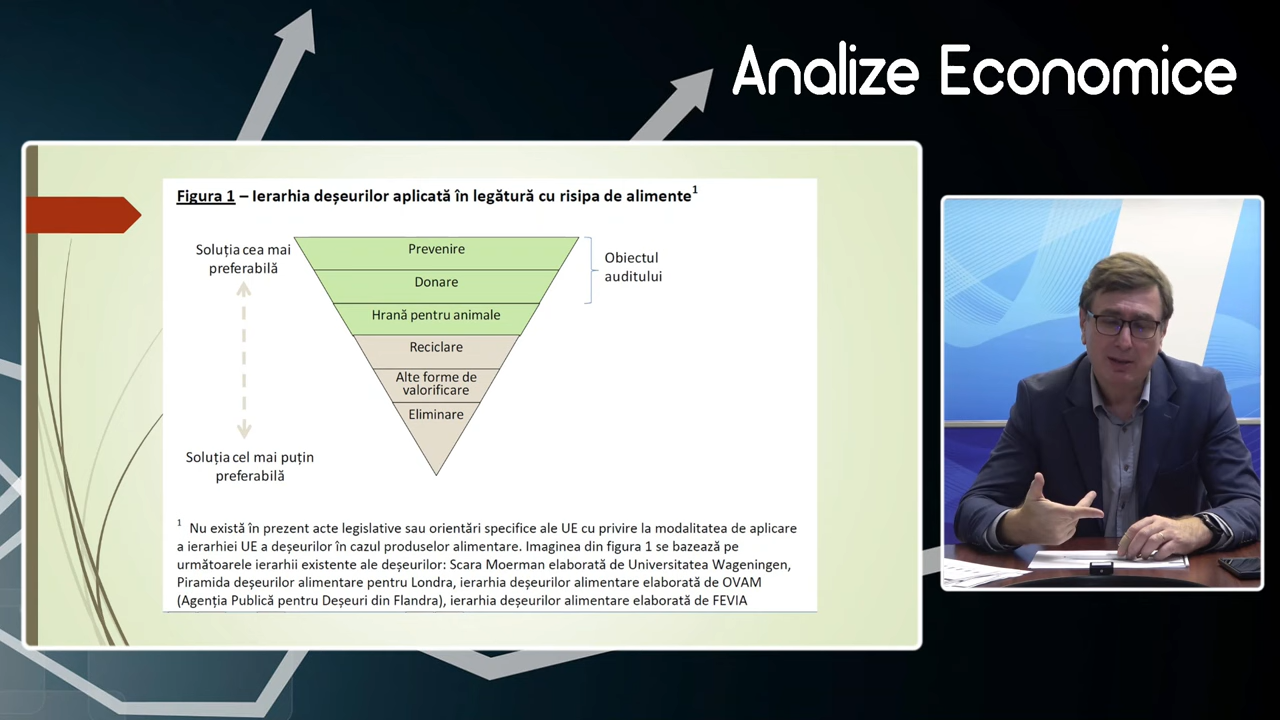 Analize Economice
Figura 1 – Ierarhia deșeurilor aplicată în legătură cu risipa de alimente1
Soluția cea mai
preferabilă
Prevenire
Donare
Hrană pentru animale
Reciclare
Alte forme de
valorificare
Eliminare
Obiectul
auditului
Soluția cel mai puțin
preferabilă
1 Nu există în prezent acte legislative sau orientări specifice ale UE cu privire la modalitatea de aplicare
a ierarhiei UE a deșeurilor în cazul produselor alimentare. Imaginea din figura 1 se bazează pe
următoarele ierarhii existente ale deșeurilor: Scara Moerman elaborată de Universitatea Wageningen,
Piramida deșeurilor alimentare pentru Londra, ierarhia deșeurilor alimentare elaborată de OVAM
(Agenția Publică pentru Deșeuri din Flandra), ierarhia deșeurilor alimentare elaborată de FEVIA